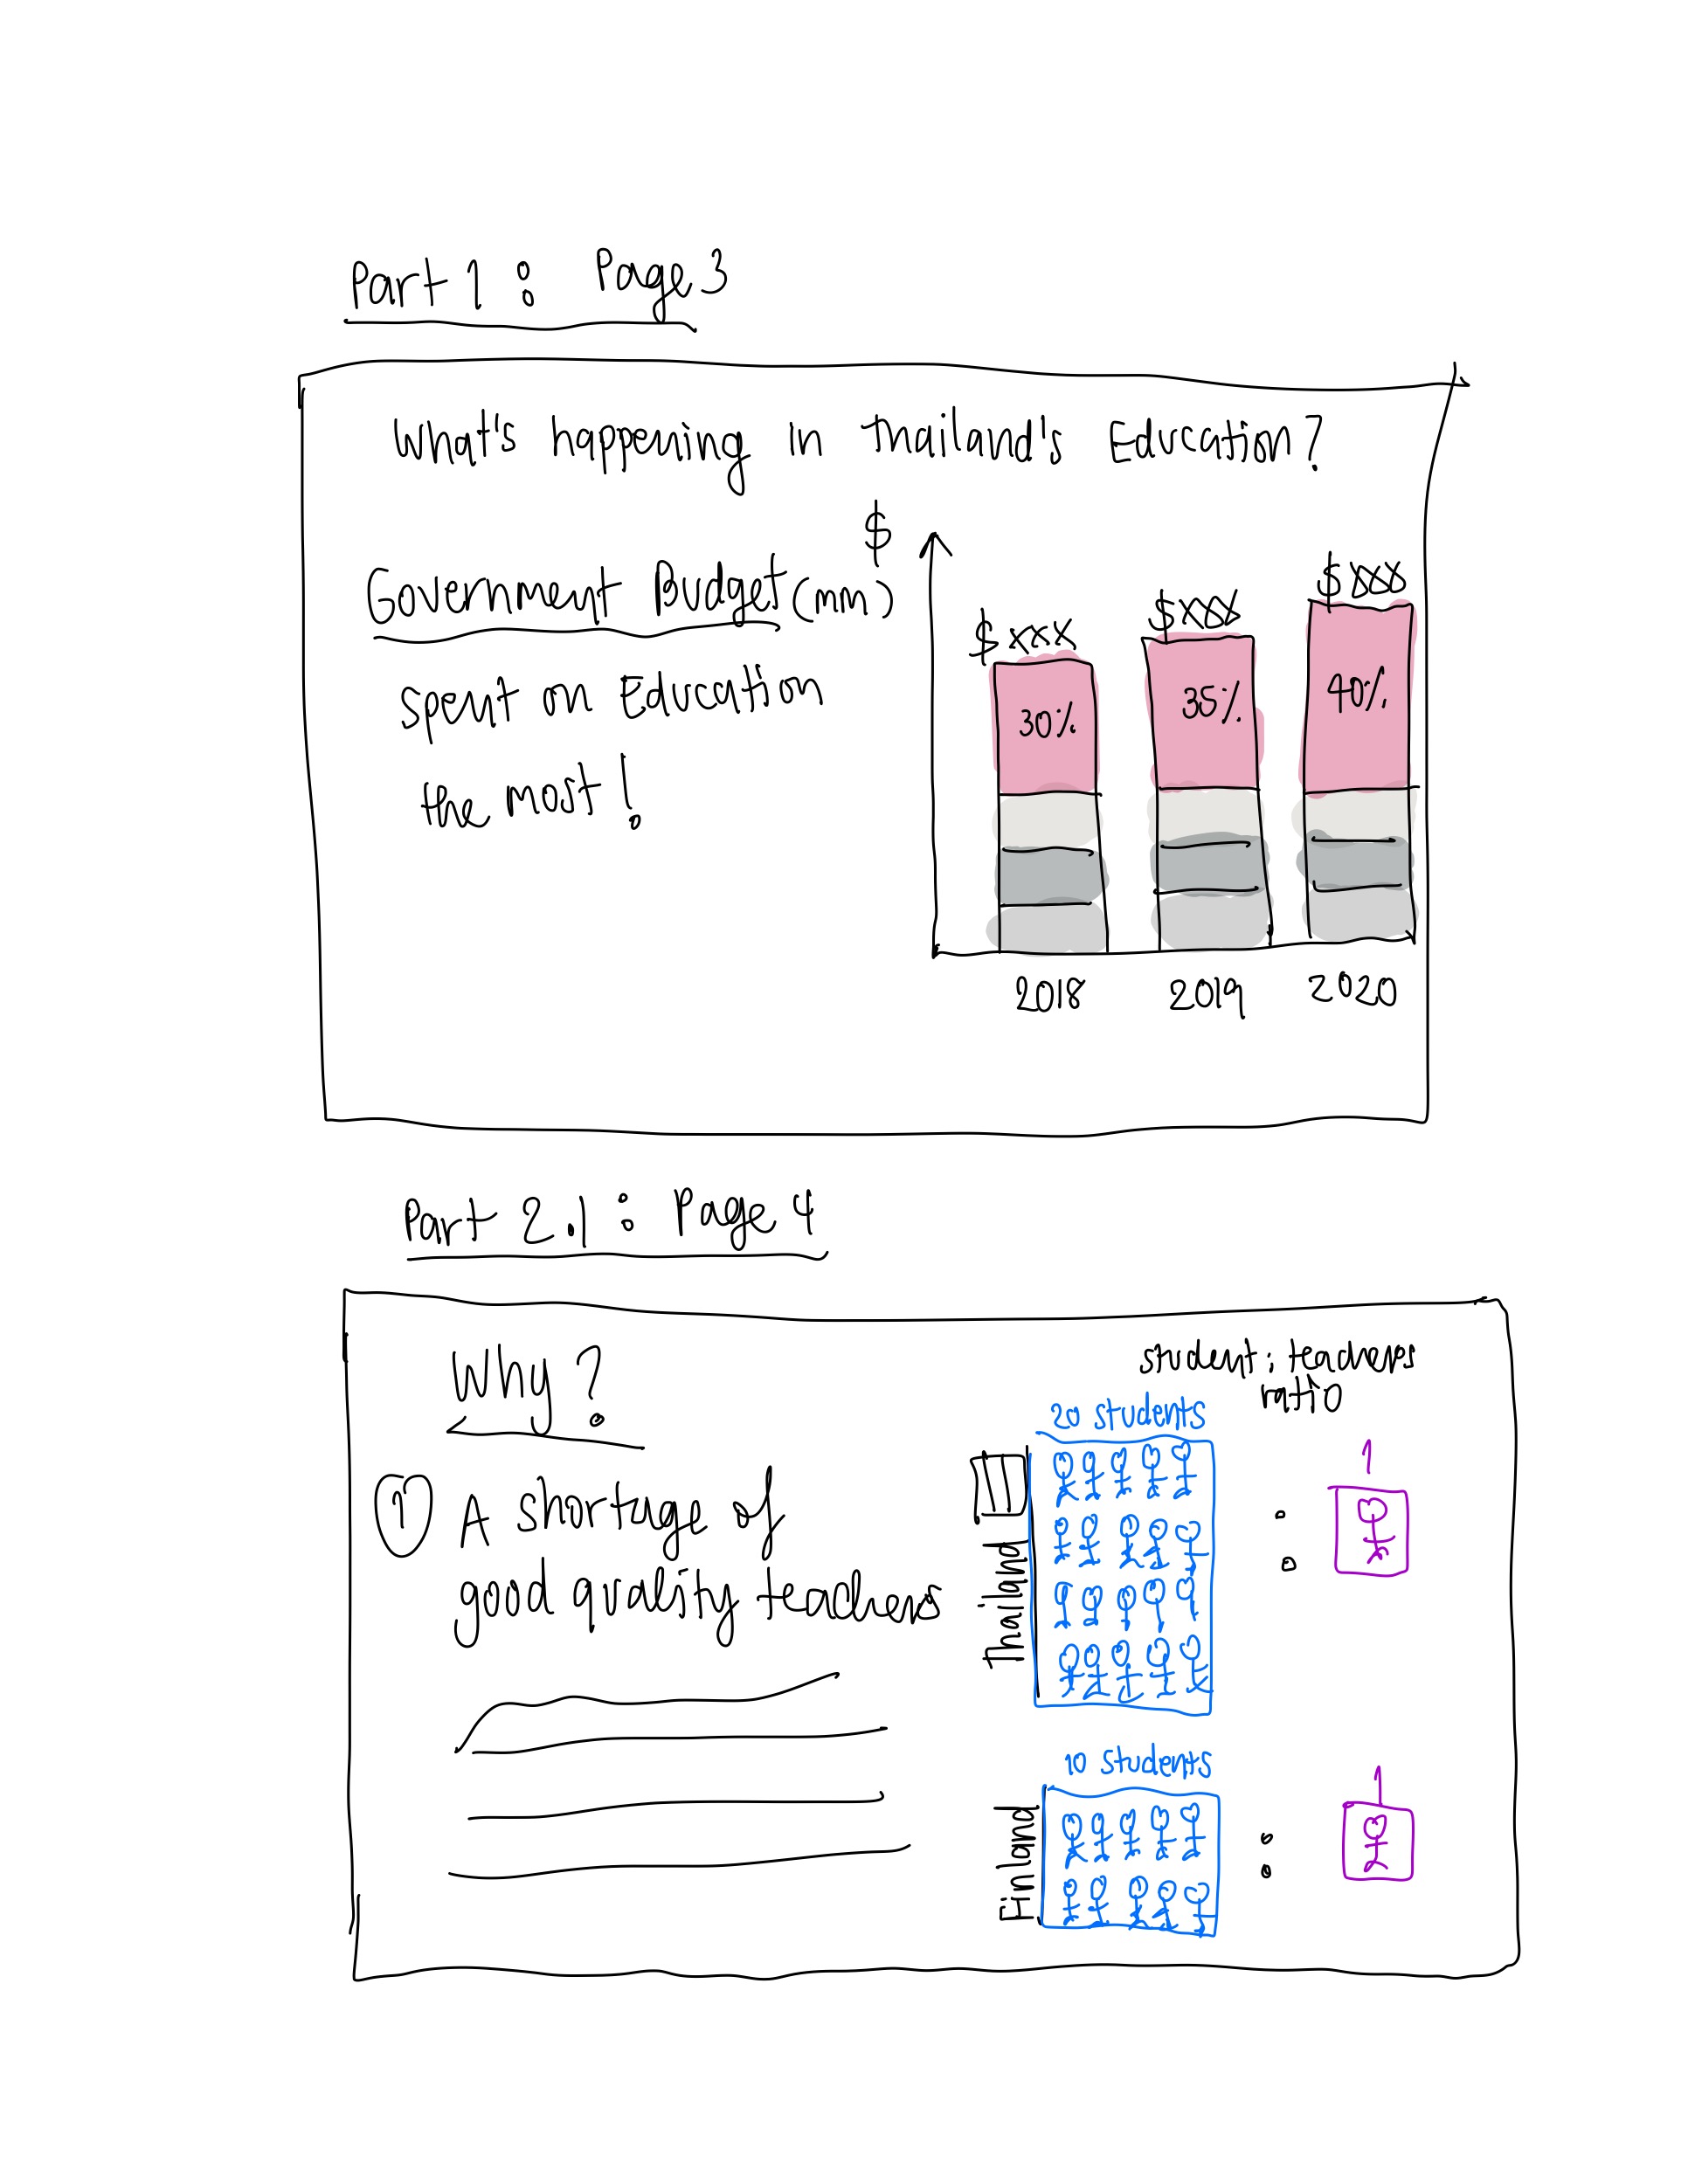 Part 1 : Page 3
What's happening in Thailand's Education?
$
Government Budget (mm)
spent on Education
the most!
$ xxx
$ xxx
$ xxx
30%
35%
40%
2018
2019
2020
Part 2.1 : Page 4
Why?
1 A shortage of
good quality teachers
student : teachers
ratio
20 students
1
Thailand
:
10 students
1
Finland
: